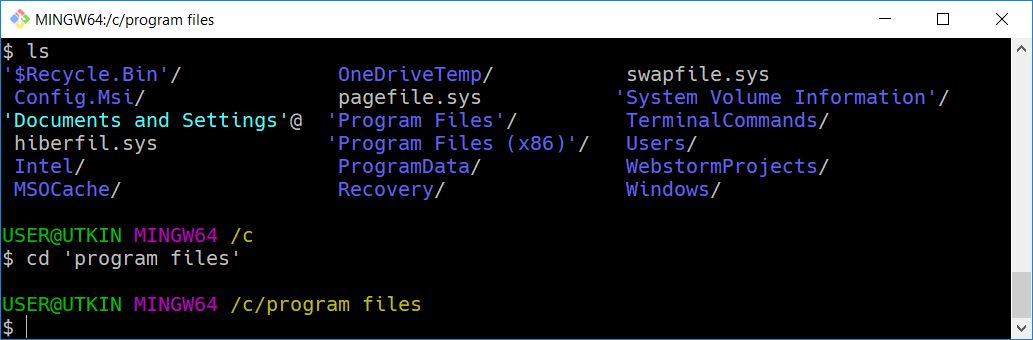 MINGW64:/c/program files
$ ls
'$Recycle.Bin'/ OneDriveTemp/ swapfile.sys
Config.Msi/ pagefile.sys 'System Volume Information'/
'Documents and Settings'@ 'Program Files'/ TerminalCommands/
hiberfil.sys 'Program Files (x86)'/ Users/
Intel/ ProgramData/ WebstormProjects/
MSOCache/ Recovery/ Windows/
USER@UTKIN MINGW64 /c
$ cd 'program files'
USER@UTKIN MINGW64 /c/program files
$